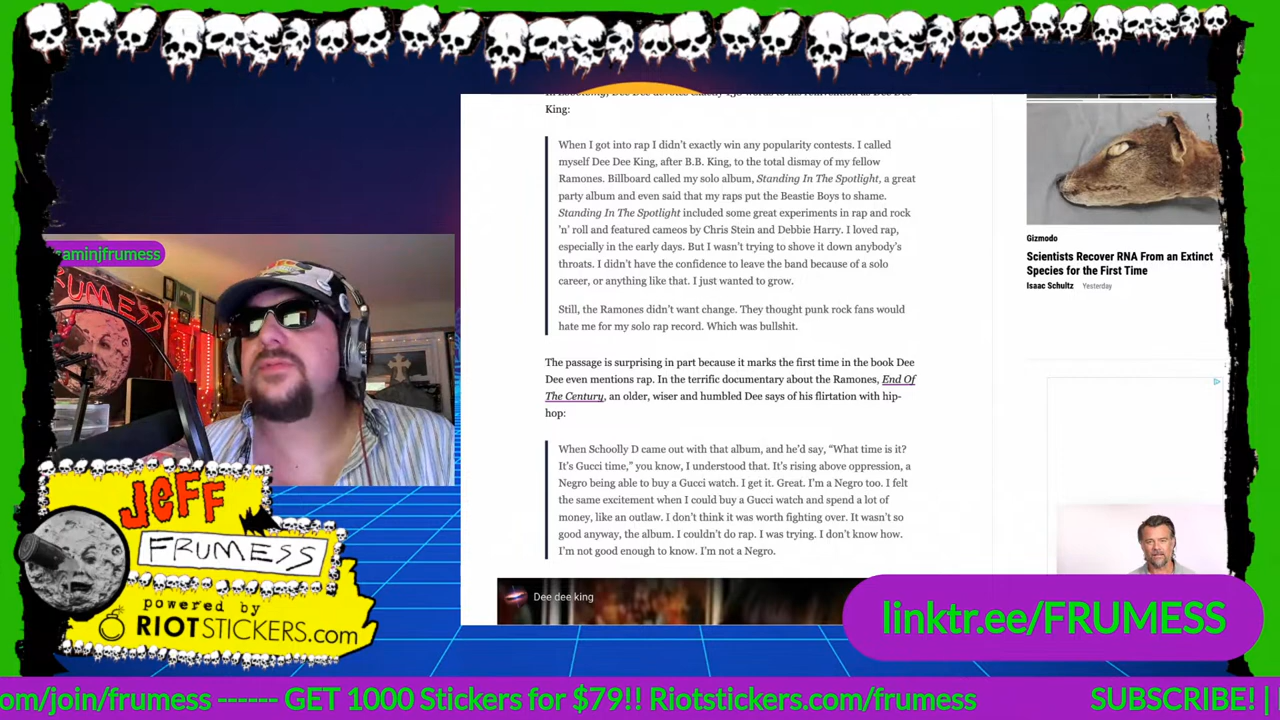 King:
When I got into rap I didn't exactly win any popularity contests. I called
myself Dee Dee King, after B.B. King, to the total dismay of my fellow
Ramones. Billboard called my solo album, Standing In The Spotlight, a great
party album and even said that my raps put the Beastie Boys to shame.
Standing In The Spotlight included some great experiments in rap and rock
'n' roll and featured cameos by Chris Stein and Debbie Harry. I loved rap,
especially in the early days. But I wasn't trying to shove it down anybody's
throats. I didn't have the confidence to leave the band because of a solo
career, or anything like that. I just wanted to grow.
Still, the Ramones didn't want change. They thought punk rock fans would
hate me for my solo rap record. Which was bullshit.
The passage is surprising in part because it marks the first time in the book Dee
Dee even mentions rap. In the terrific documentary about the Ramones, End Of
The Century, an older, wiser and humbled Dee says of his flirtation with hip-
hop:
When Schoolly D came out with that album, and he'd say, “What time is it?
It's Gucci time,” you know, I understood that. It's rising above oppression, a
Negro being able to buy a Gucci watch. I get it. Great. I'm a Negro too. I felt
the same excitement when I could buy a Gucci watch and spend a lot of
money, like an outlaw. I don't think it was worth fighting over. It wasn't so
good anyway, the album. I couldn't do rap. I was trying. I don't know how.
I'm not good enough to know. I'm not a Negro.
Dee dee king
Gizmodo
Scientists Recover RNA From an Extinct
Species for the First Time
Isaac Schultz Yesterday
aminjfrumess
FRUMESS
JEFF
FRUMESS
powered by
RIOTSTICKERS.com
linktr.ee/FRUMESS
om/join/frumess ------ GET 1000 Stickers for $79!! Riotstickers.com/frumess SUBSCRIBE! |